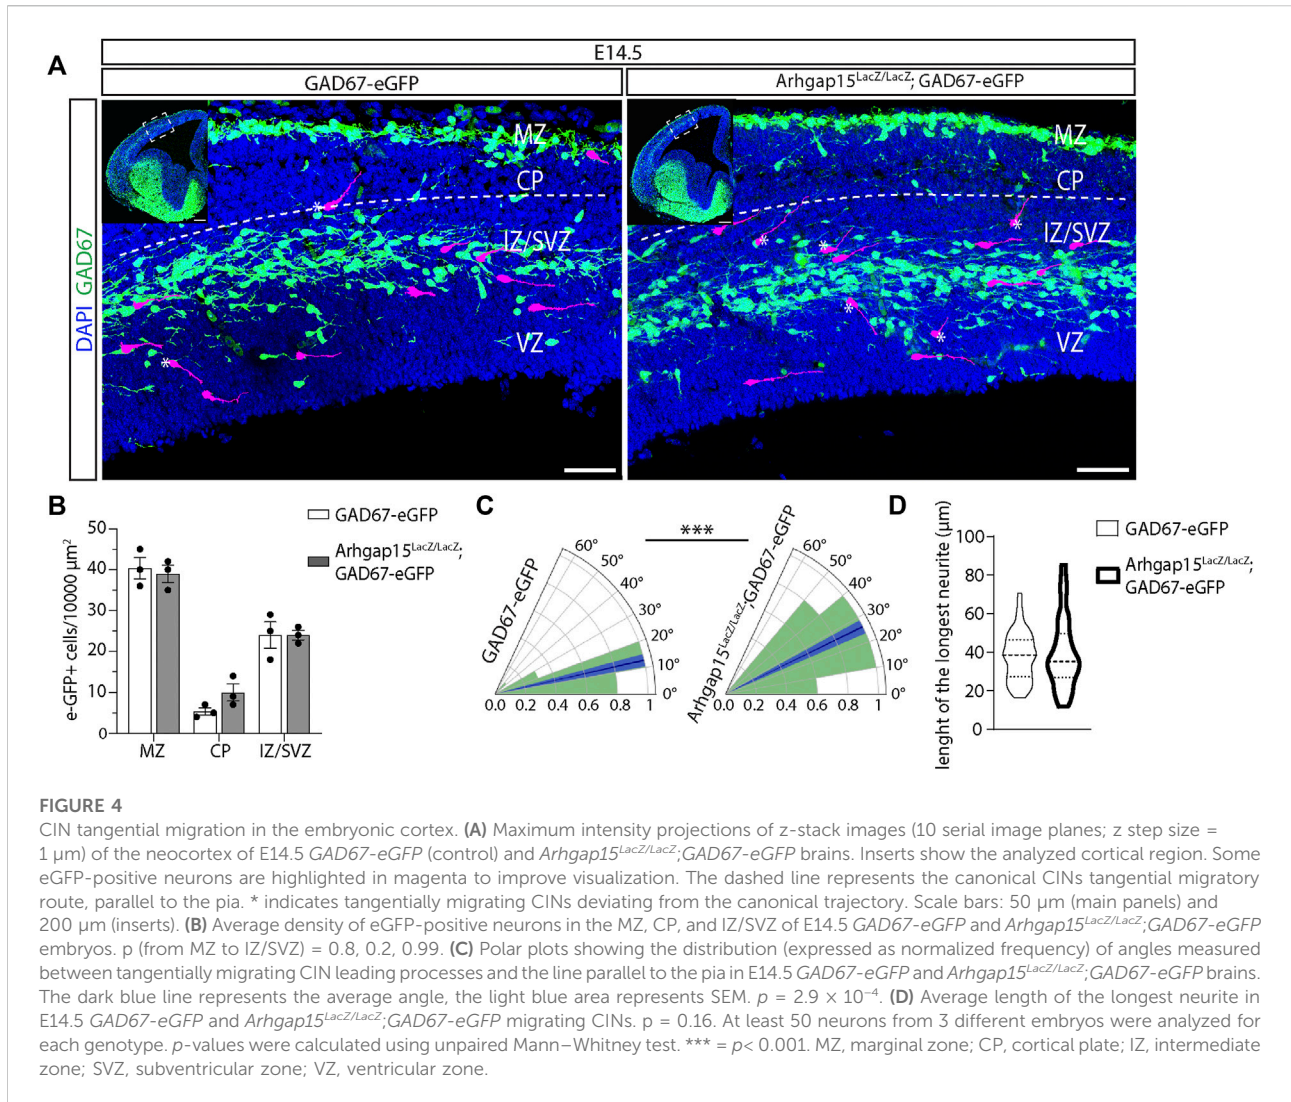 E14.5
A
GAD67-eGFP
Arhgap15LacZ/LacZ; GAD67-eGFP
DAPI GAD67
MZ
CP
*
IZ/SVZ
VZ
*
MZ
CP
*
IZ/SVZ
*
*
*
*
VZ
B
e-GFP+ cells/10000 µm²
50
40
30
20
10
0
MZ
CP
IZ/SVZ
GAD67-eGFP
Arhgap15LacZ/LacZ;
GAD67-eGFP
C
***
GAD67-eGFP
60°
50°
40°
30°
20°
10°
0°
0.0
0.2
0.4
0.6
0.8
1
Arhgap15LacZ/LacZ;GAD67-eGFP
60°
50°
40°
30°
20°
10°
0°
0.0
0.2
0.4
0.6
0.8
1
D
lenght of the longest neurite (µm)
100
80
60
40
20
0
GAD67-eGFP
Arhgap15LacZ/LacZ;
GAD67-eGFP
FIGURE 4
CIN tangential migration in the embryonic cortex. (A) Maximum intensity projections of z-stack images (10 serial image planes; z step size =
1 µm) of the neocortex of E14.5 GAD67-eGFP (control) and Arhgap15LacZ/LacZ;GAD67-eGFP brains. Inserts show the analyzed cortical region. Some
eGFP-positive neurons are highlighted in magenta to improve visualization. The dashed line represents the canonical CINs tangential migratory
route, parallel to the pia. * indicates tangentially migrating CINs deviating from the canonical trajectory. Scale bars: 50 µm (main panels) and
200 µm (inserts). (B) Average density of eGFP-positive neurons in the MZ, CP, and IZ/SVZ of E14.5 GAD67-eGFP and Arhgap15LacZ/LacZ;GAD67-eGFP
embryos. p (from MZ to IZ/SVZ) = 0.8, 0.2, 0.99. (C) Polar plots showing the distribution (expressed as normalized frequency) of angles measured
between tangentially migrating CIN leading processes and the line parallel to the pia in E14.5 GAD67-eGFP and Arhgap15LacZ/LacZ;GAD67-eGFP brains.
The dark blue line represents the average angle, the light blue area represents SEM. p = 2.9 × 10⁻⁴. (D) Average length of the longest neurite in
E14.5 GAD67-eGFP and Arhgap15LacZ/LacZ;GAD67-eGFP migrating CINs. p = 0.16. At least 50 neurons from 3 different embryos were analyzed for
each genotype. p-values were calculated using unpaired Mann–Whitney test. *** = p< 0.001. MZ, marginal zone; CP, cortical plate; IZ, intermediate
zone; SVZ, subventricular zone; VZ, ventricular zone.